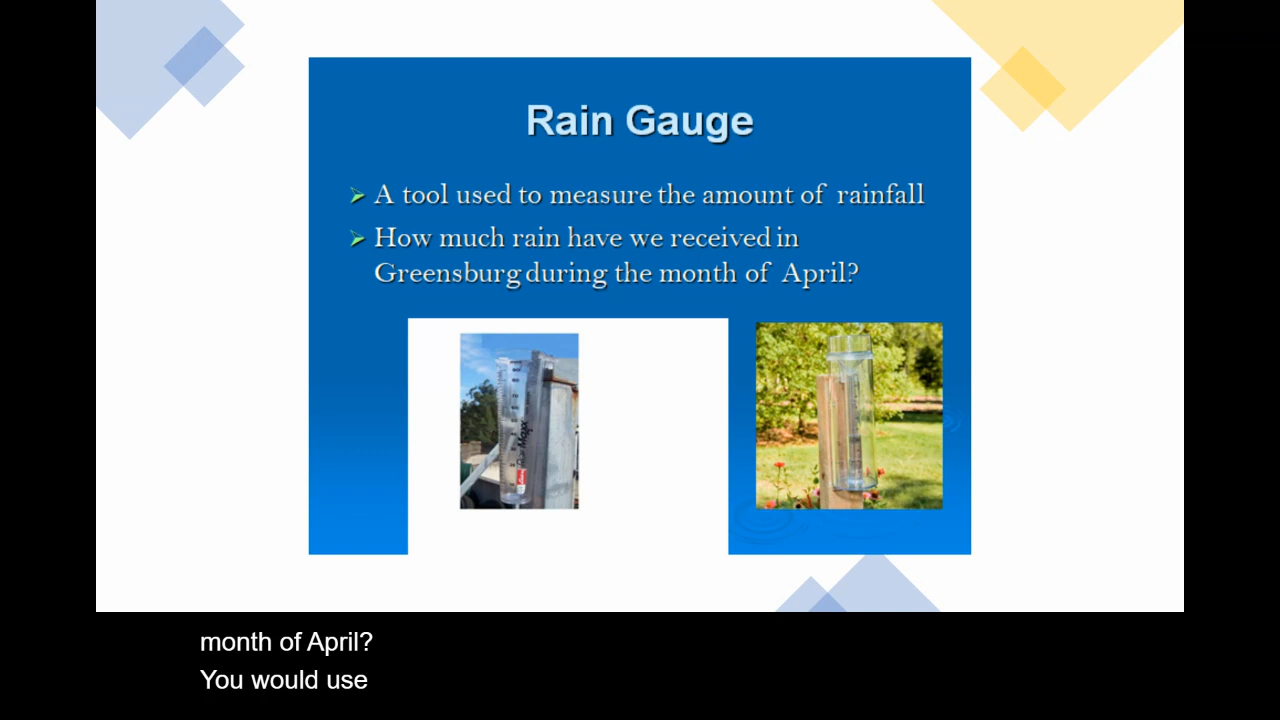 Rain Gauge
A tool used to measure the amount of rainfall
How much rain have we received in
Greensburg during the month of April?
month of April?
You would use